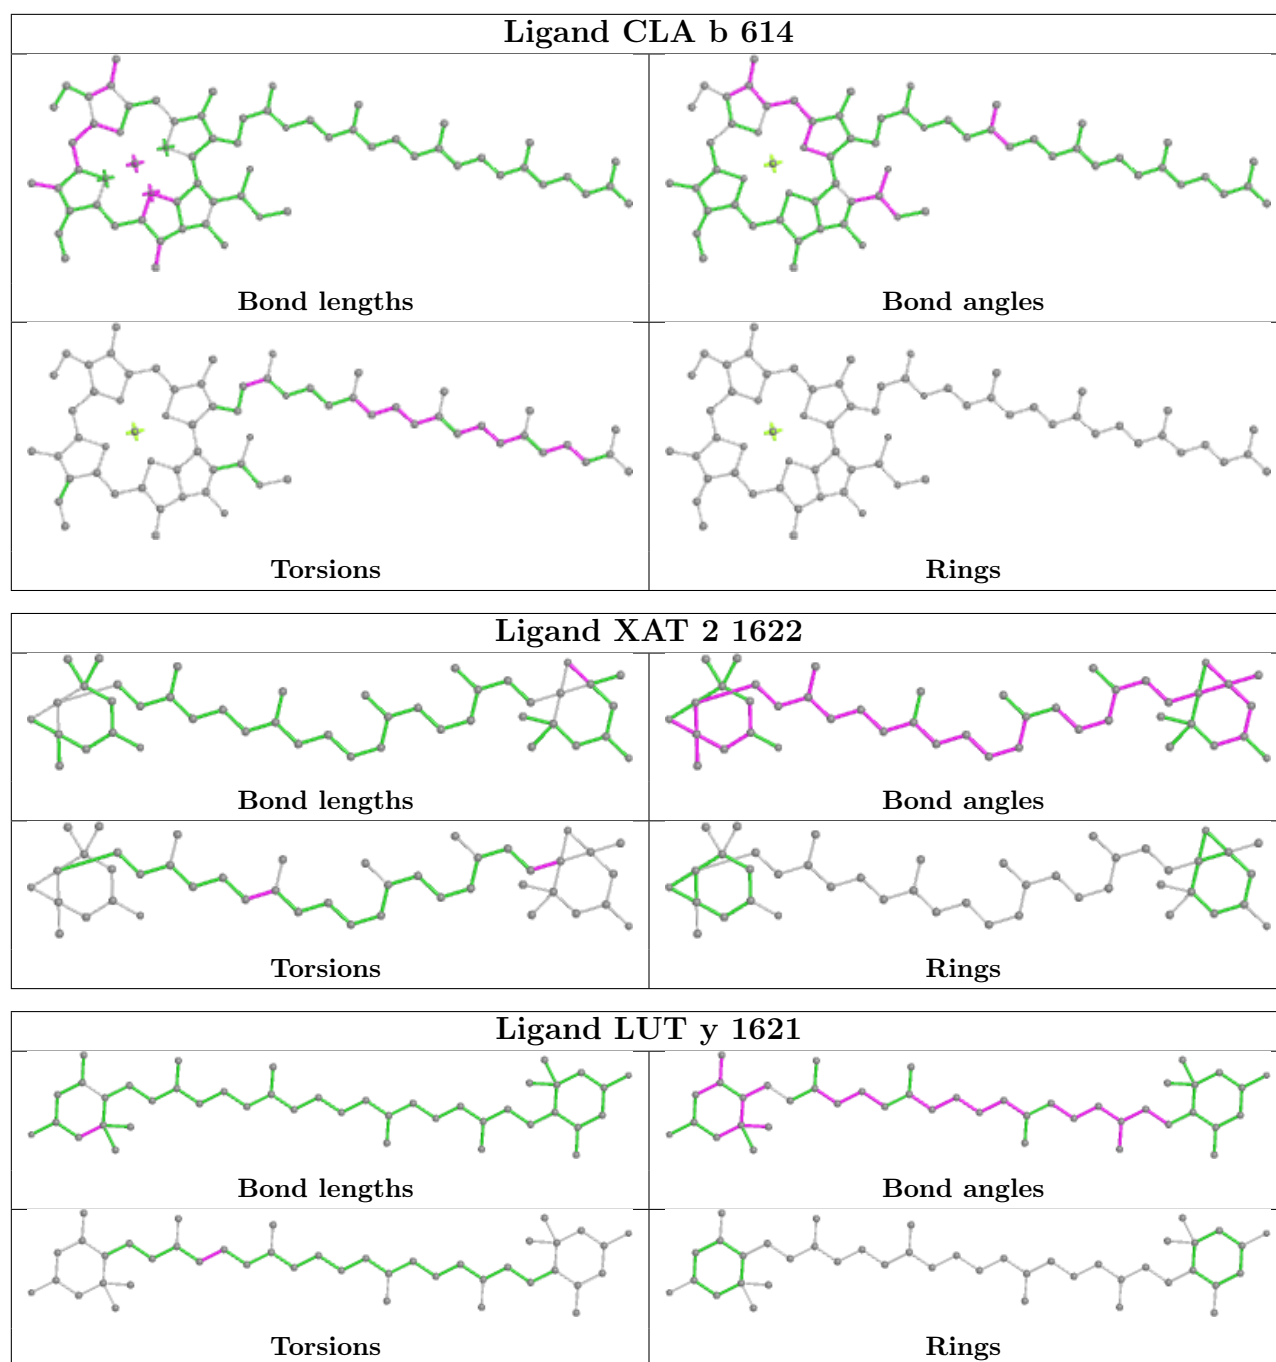 Ligand CLA b 614
Bond lengths
Bond angles
Torsions
Rings
Ligand XAT 2 1622
Bond lengths
Bond angles
Torsions
Rings
Ligand LUT y 1621
Bond lengths
Bond angles
Torsions
Rings